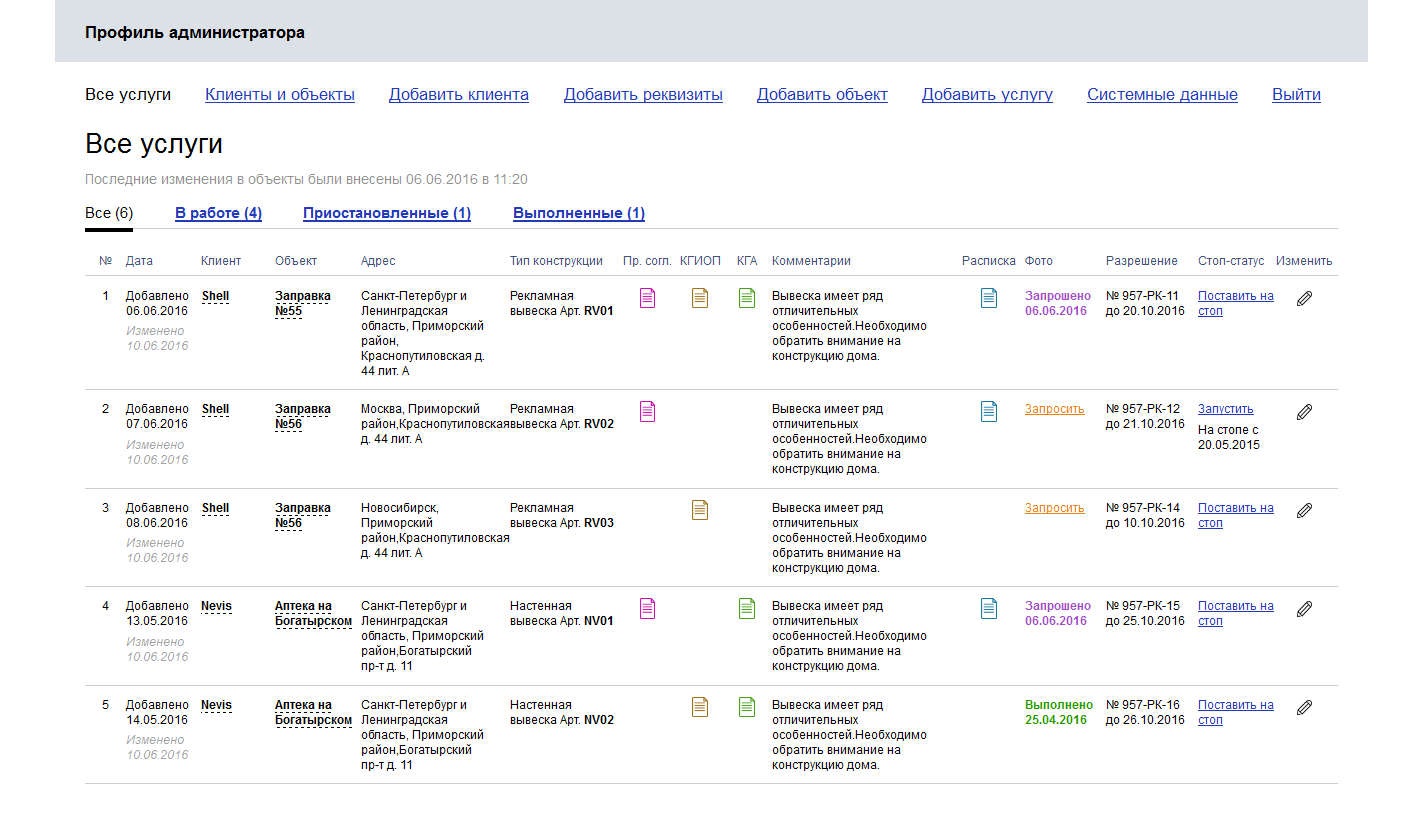 Профиль администратора
Все услуги Клиенты и объекты Добавить клиента Добавить реквизиты Добавить объект Добавить услугу Системные данные Выйти
Все услуги
Последние изменения в объекты были внесены 06.06.2016 в 11:20
Все (6) В работе (4) Приостановленные (1) Выполненные (1)
№ Дата Клиент Объект Адрес Тип конструкции Пр. согл. КГИОП КГА Комментарии Расписка Фото Разрешение Стоп-статус Изменить
1 Добавлено Shell Заправка Санкт-Петербург и Рекламная Вывеска имеет ряд Запрошено № 957-РК-11 Поставить на
06.06.2016 №55 Ленинградская вывеска Арт. RV01 отличительных 06.06.2016 до 20.10.2016 стоп
Изменено область, Приморский особенностей.Необходимо
10.06.2016 район, обратить внимание на
Краснопутиловская д. конструкцию дома.
44 лит. А
2 Добавлено Shell Заправка Москва, Приморский Рекламная Вывеска имеет ряд Запросить № 957-РК-12 Запустить
07.06.2016 №56 район,Краснопутиловская вывеска Арт. RV02 отличительных до 21.10.2016 На стопе с
Изменено д. 44 лит. А особенностей.Необходимо 20.05.2015
10.06.2016 обратить внимание на
конструкцию дома.
3 Добавлено Shell Заправка Новосибирск, Рекламная Вывеска имеет ряд Запросить № 957-РК-14 Поставить на
08.06.2016 №56 Приморский вывеска Арт. RV03 отличительных до 10.10.2016 стоп
Изменено район,Краснопутиловская особенностей.Необходимо
10.06.2016 д. 44 лит. А обратить внимание на
конструкцию дома.
4 Добавлено Nevis Аптека на Санкт-Петербург и Настенная Вывеска имеет ряд Запрошено № 957-РК-15 Поставить на
13.05.2016 Богатырском Ленинградская вывеска Арт. NV01 отличительных 06.06.2016 до 25.10.2016 стоп
Изменено область, Приморский особенностей.Необходимо
10.06.2016 район,Богатырский обратить внимание на
пр-т д. 11 конструкцию дома.
5 Добавлено Nevis Аптека на Санкт-Петербург и Настенная Вывеска имеет ряд Выполнено № 957-РК-16 Поставить на
14.05.2016 Богатырском Ленинградская вывеска Арт. NV02 отличительных 25.04.2016 до 26.10.2016 стоп
Изменено область, Приморский особенностей.Необходимо
10.06.2016 район,Богатырский обратить внимание на
пр-т д. 11 конструкцию дома.